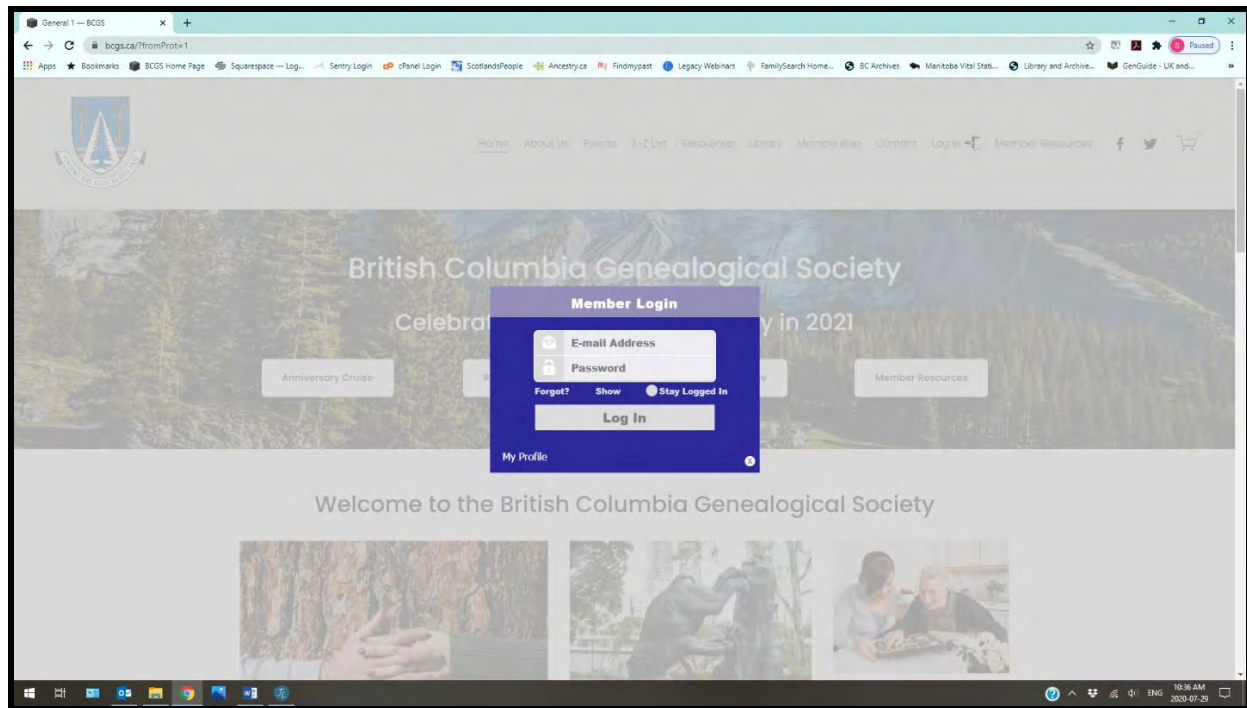 General 1 — BCGS
bcgs.ca/?fromProt=1
S Paused
Apps Bookmarks BCGS Home Page Squarespace — Log... Sentry Login cPanel Login ScotlandsPeople Ancestry.ca Findmypast Legacy Webinars FamilySearch Home... BC Archives Manitoba Vital Stati... Library and Archive... GenGuide - UK and... »
Home About Us Events A-Z List Resources Library Membership Contact Log in Member Resources
British Columbia Genealogical Society
Celebrat y in 2021
Anniversary Cruise
R
e
Member Resources
Member Login
E-mail Address
Password
Forgot? Show Stay Logged In
Log In
My Profile
X
Welcome to the British Columbia Genealogical Society
ENG 10:36 AM
2020-07-29